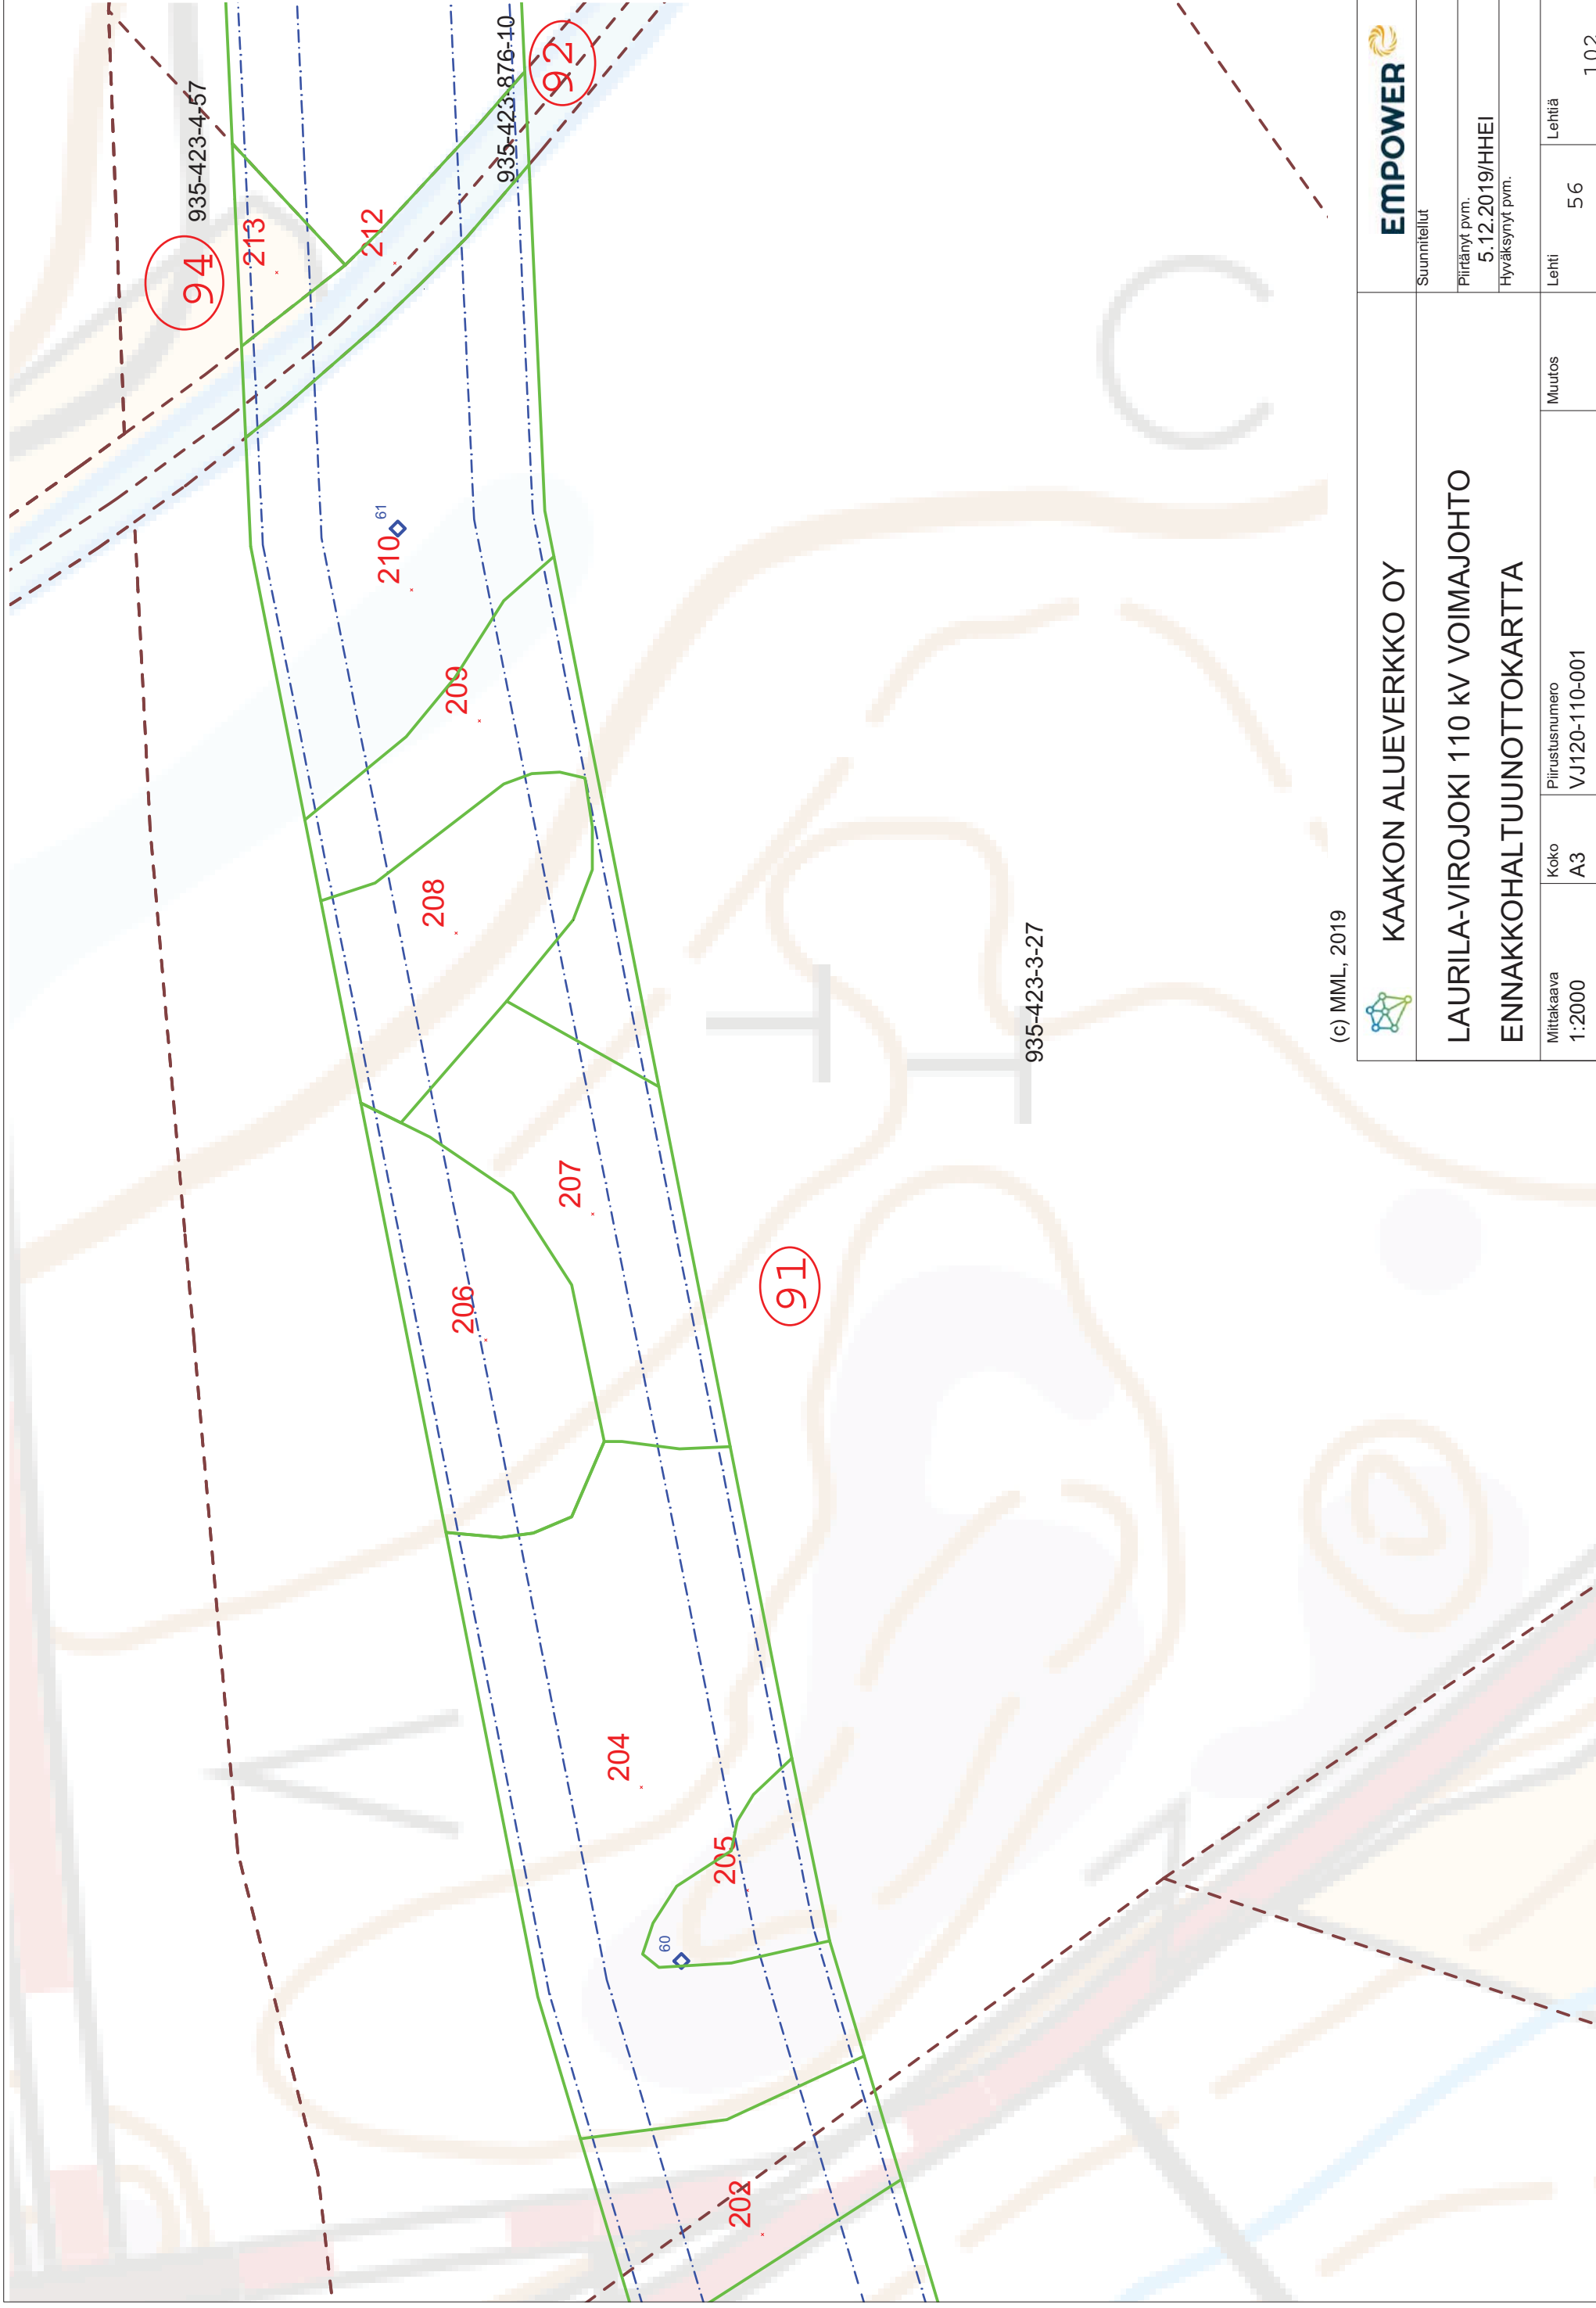 935-423-4-57
94
213
212
935-423-876-10
92
61
210
209
208
207
206
91
204
205
60
202
935-423-3-27
(c) MML, 2019
KAAKON ALUEVERKKO OY
EMPOWER
LAURILA-VIROJOKI 110 kV VOIMAJOHTO
ENNAKKOHALTUUNOTTOKARTTA
Suunnitellut
Piirtänyt pvm.
5.12.2019/HHEI
Hyväksynyt pvm.
Mittakaava
1:2000
Koko
A3
Piirustusnumero
VJ120-110-001
Muutos
Lehti
56
Lehtiä
102